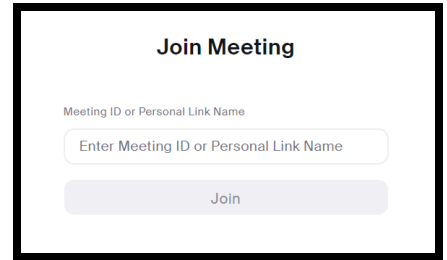 Join Meeting
Meeting ID or Personal Link Name
Enter Meeting ID or Personal Link Name
Join